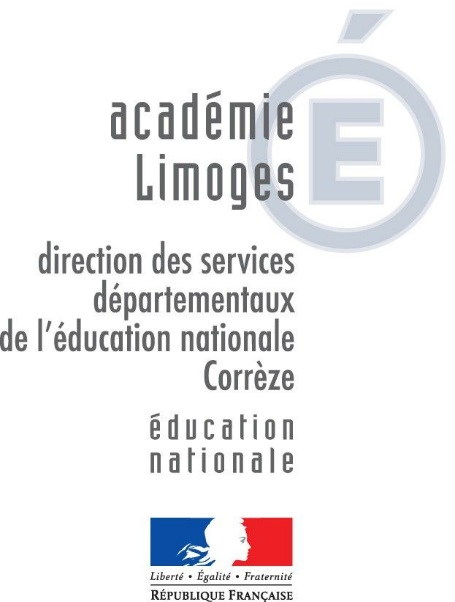 É
académie
Limoges
direction des services
départementaux
de l'éducation nationale
Corrèze
éducation
nationale
Liberté • Égalité • Fraternité
RÉPUBLIQUE FRANÇAISE